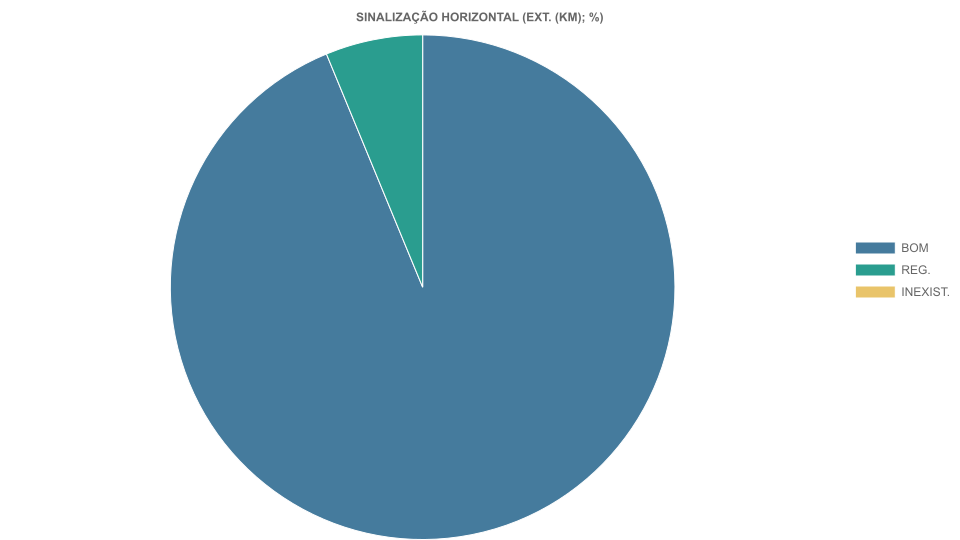 SINALIZAÇÃO HORIZONTAL (EXT. (KM); %)
BOM
REG.
INEXIST.